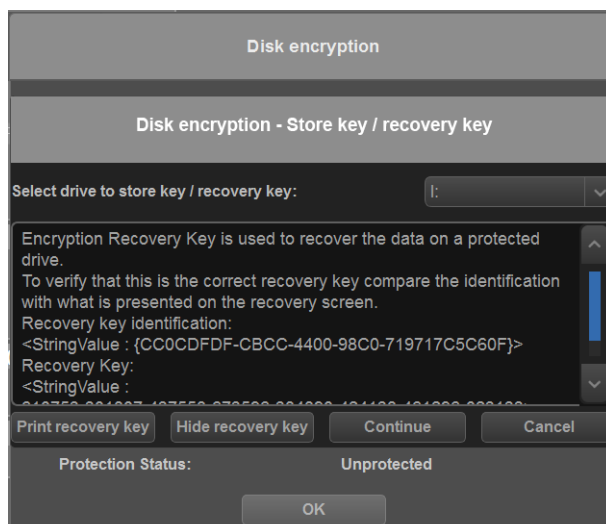 Disk encryption
Disk encryption - Store key / recovery key
Select drive to store key / recovery key:
I:
Encryption Recovery Key is used to recover the data on a protected
drive.
To verify that this is the correct recovery key compare the identification
with what is presented on the recovery screen.
Recovery key identification:
<StringValue : {CC0CDFDF-CBCC-4400-98C0-719717C5C60F}>
Recovery Key:
<StringValue :
Print recovery key
Hide recovery key
Continue
Cancel
Protection Status:
Unprotected
OK